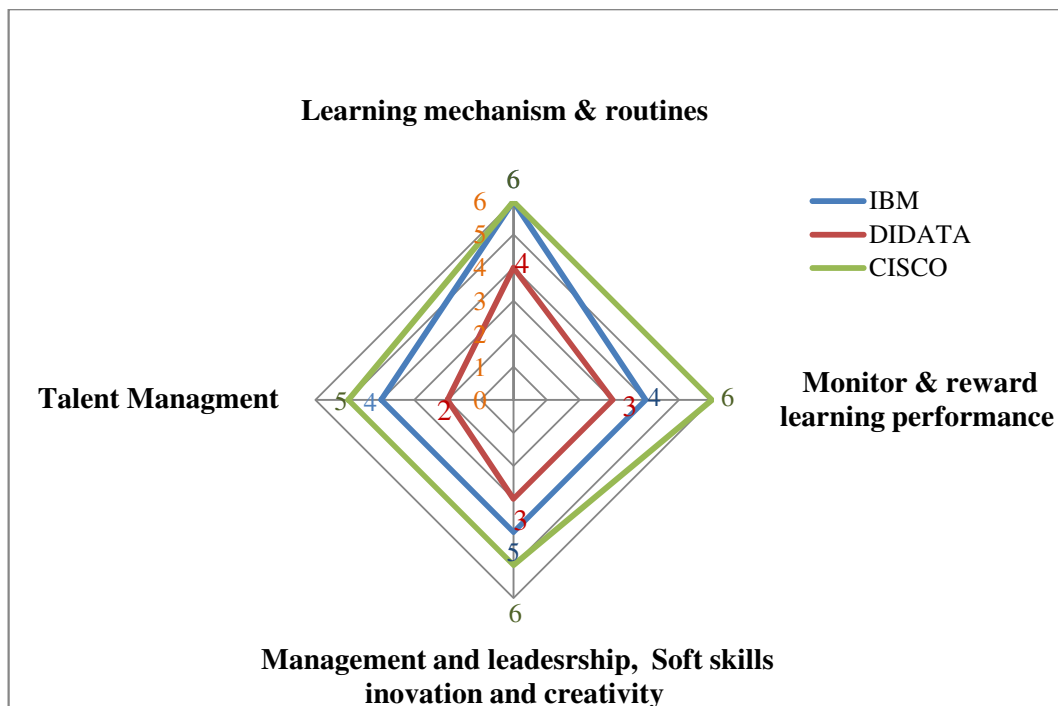 Learning mechanism & routines
6
6
5
4
3
2
1
0
4
3
4
6
3
5
6
2
4
5
IBM
DIDATA
CISCO
Talent Managment
Monitor & reward
learning performance
Management and leadesrship, Soft skills
inovation and creativity